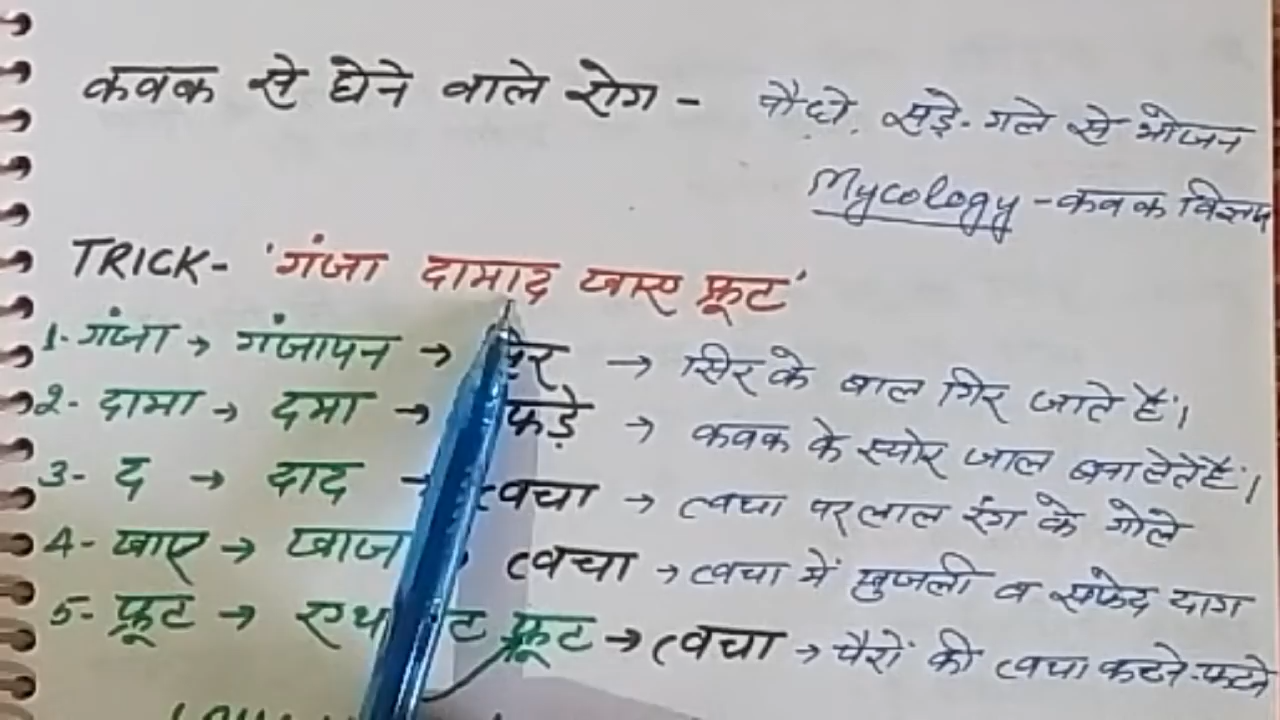 कवक से होने वाले रोग - पौधे, सड़े-गले से भोजन
Mycology - कवक विज्ञान
TRICK- 'गंजा दामाद खाए फ्रूट'
1- गंजा → गंजापन → सिर → सिर के बाल गिर जाते हैं।
2- दामा → दमा → फड़े → कवक के स्पोर जाल बना लेते हैं।
3- द → दाद → त्वचा → त्वचा पर लाल रंग के गोले
4- खाए → खाज → त्वचा → त्वचा में खुजली व सफेद दाग
5- फ्रूट → फ्रूट → त्वचा → पैरों की त्वचा कटने-फटने